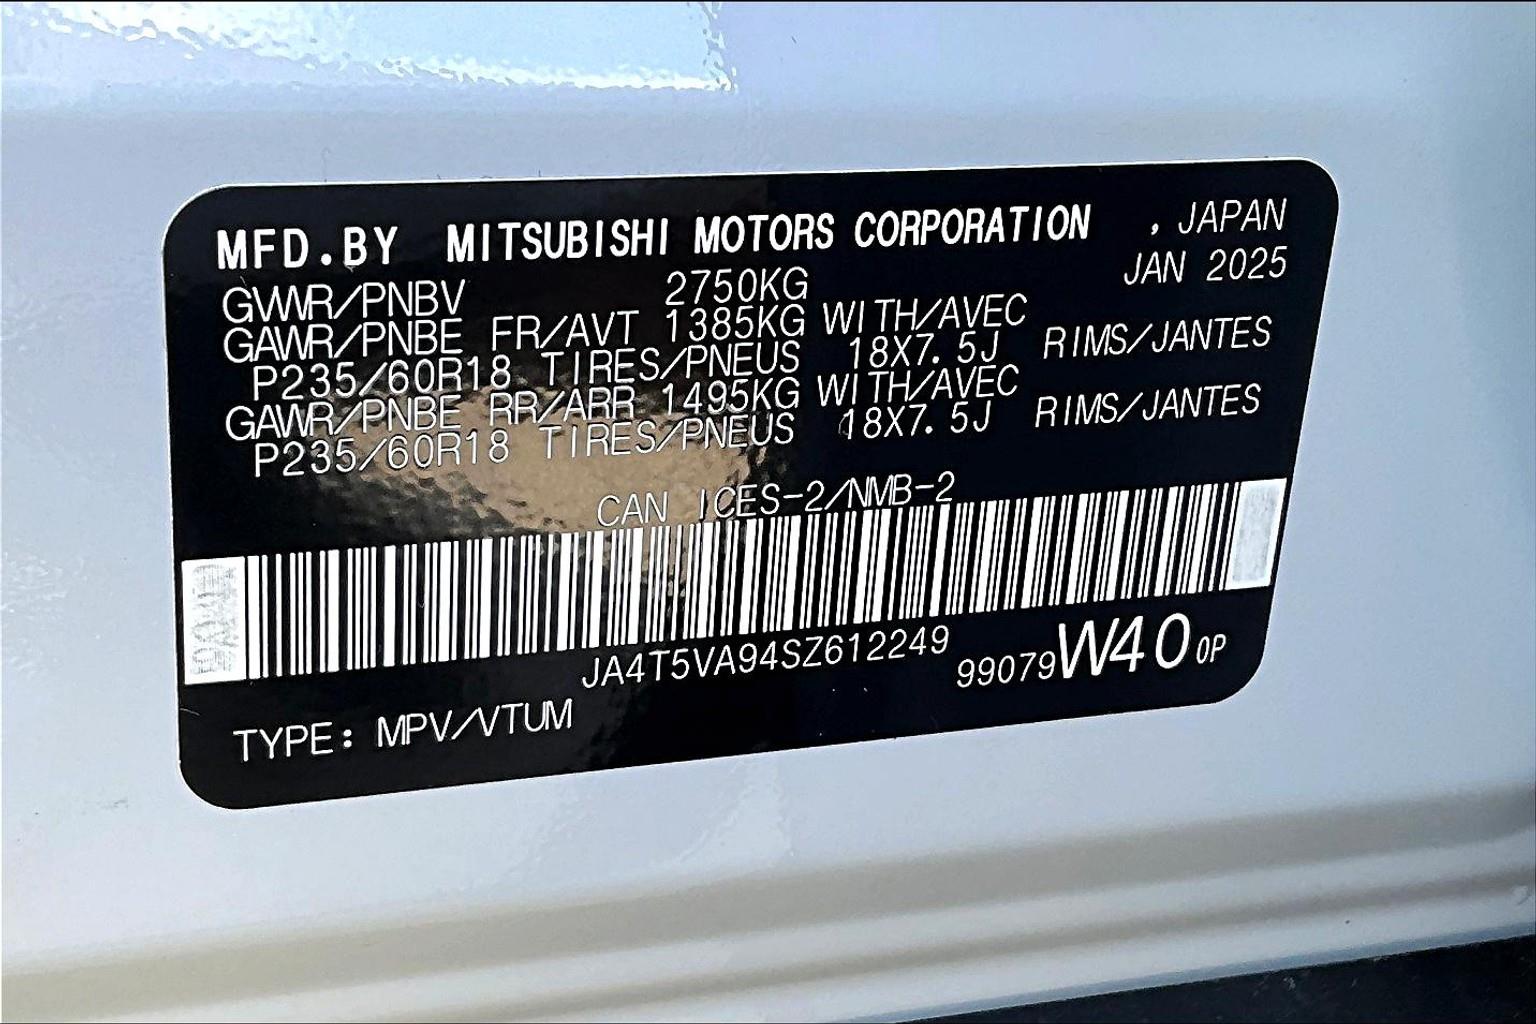 MFD.BY MITSUBISHI MOTORS CORPORATION , JAPAN
JAN 2025
GVWR/PNBV 2750KG
GAWR/PNBE FR/AVT 1385KG WITH/AVEC
P235/60R18 TIRES/PNEUS 18X7.5J RIMS/JANTES
GAWR/PNBE RR/ARR 1495KG WITH/AVEC
P235/60R18 TIRES/PNEUS 18X7.5J RIMS/JANTES
CAN ICES-2/NMB-2
JA4T5VA94SZ612249
99079W40 0P
TYPE: MPV/VTUM